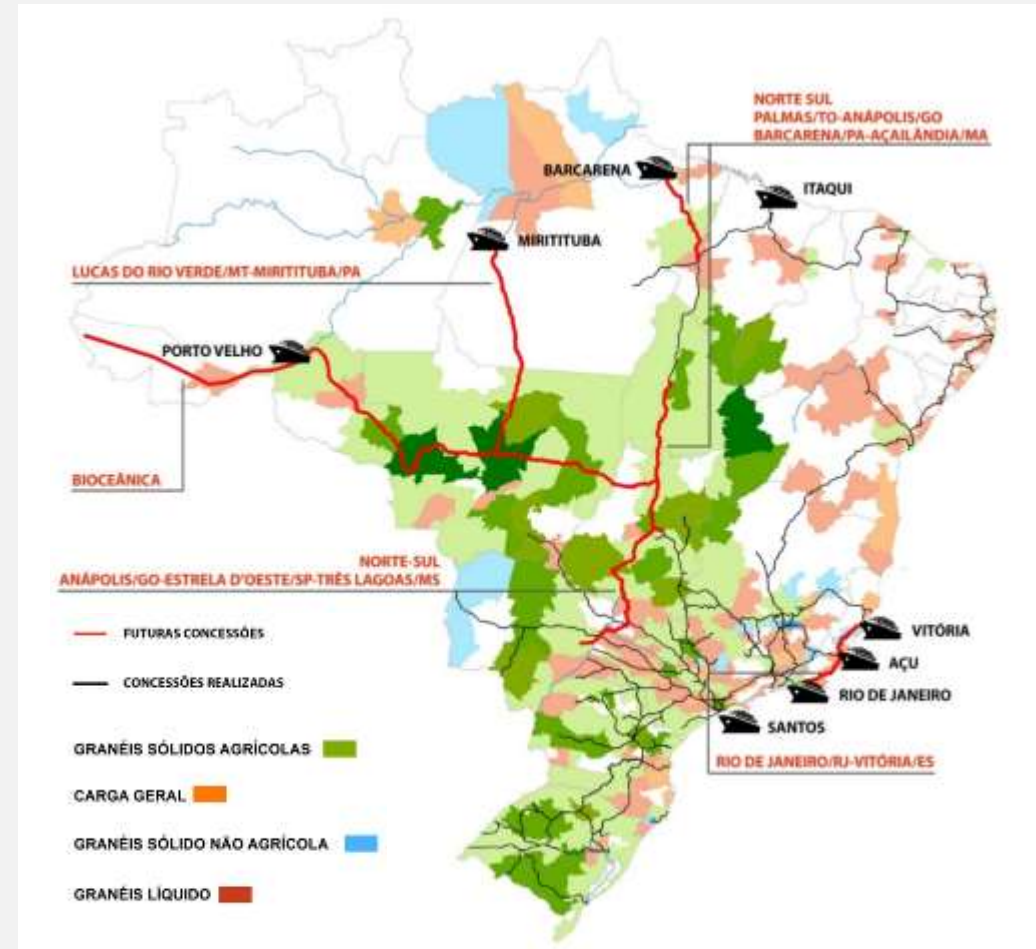 NORTE SUL
PALMAS/TO-ANÁPOLIS/GO
BARCARENA/PA-AÇAILÂNDIA/MA
BARCARENA
ITAQUI
MIRITITUBA
LUCAS DO RIO VERDE/MT-MIRITITUBA/PA
PORTO VELHO
BIOCEÂNICA
NORTE-SUL
ANÁPOLIS/GO-ESTRELA D'OESTE/SP-TRÊS LAGOAS/MS
FUTURAS CONCESSÕES
VITÓRIA
AÇU
CONCESSÕES REALIZADAS
RIO DE JANEIRO
SANTOS
GRANÉIS SÓLIDOS AGRÍCOLAS
RIO DE JANEIRO/RJ-VITÓRIA/ES
CARGA GERAL
GRANÉIS SÓLIDO NÃO AGRÍCOLA
GRANÉIS LÍQUIDO